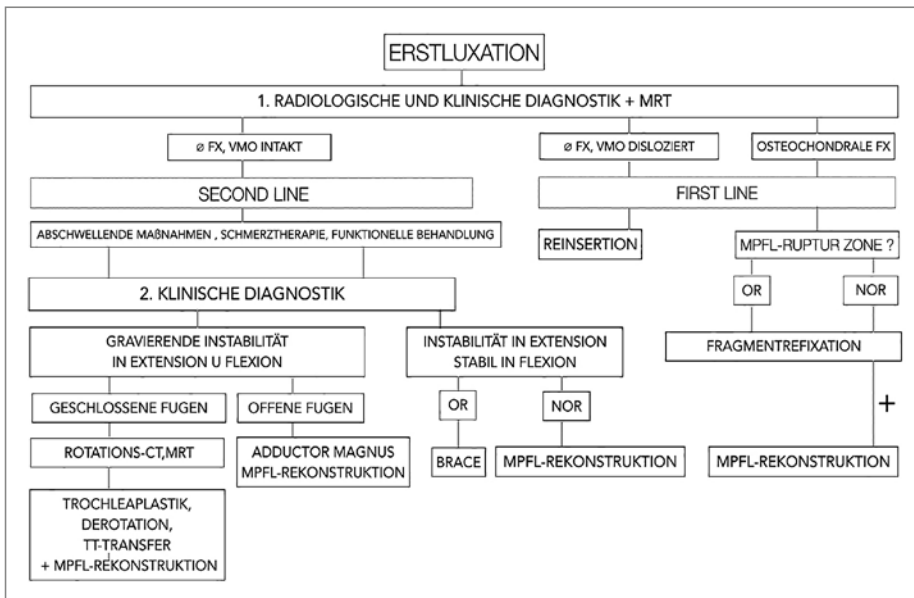 ERSTLUXATION
1. RADIOLOGISCHE UND KLINISCHE DIAGNOSTIK + MRT
ø FX, VMO INTAKT
ø FX, VMO DISLOZIERT
OSTEOCHONDRALE FX
SECOND LINE
FIRST LINE
ABSCHWELLENDE MAßNAHMEN , SCHMERZTHERAPIE, FUNKTIONELLE BEHANDLUNG
REINSERTION
MPFL-RUPTUR ZONE ?
OR
NOR
2. KLINISCHE DIAGNOSTIK
GRAVIERENDE INSTABILITÄT
IN EXTENSION U FLEXION
INSTABILITÄT IN EXTENSION
STABIL IN FLEXION
FRAGMENTREFIXATION
GESCHLOSSENE FUGEN
OFFENE FUGEN
OR
NOR
+
ROTATIONS-CT,MRT
ADDUCTOR MAGNUS
MPFL-REKONSTRUKTION
BRACE
MPFL-REKONSTRUKTION
MPFL-REKONSTRUKTION
TROCHLEAPLASTIK,
DEROTATION,
TT-TRANSFER
+ MPFL-REKONSTRUKTION